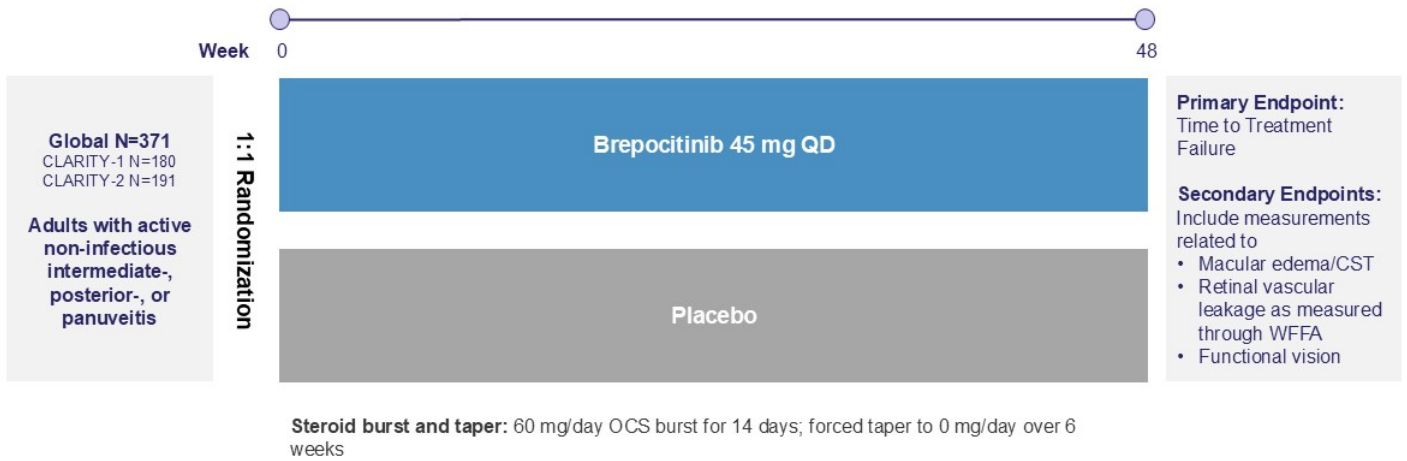 Week 0 48
Global N=371
CLARITY-1 N=180
CLARITY-2 N=191
Adults with active
non-infectious
intermediate-,
posterior-, or
panuveitis
1:1 Randomization
Brepocitinib 45 mg QD
Placebo
Primary Endpoint:
Time to Treatment
Failure
Secondary Endpoints:
Include measurements
related to
• Macular edema/CST
• Retinal vascular
leakage as measured
through WFFA
• Functional vision
Steroid burst and taper: 60 mg/day OCS burst for 14 days; forced taper to 0 mg/day over 6
weeks